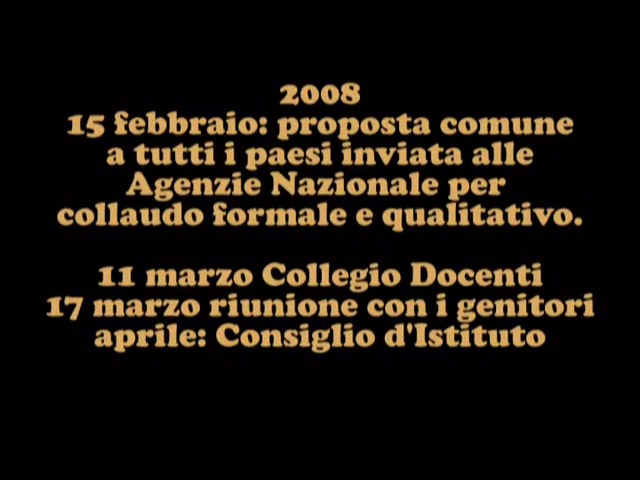 2008
15 febbraio: proposta comune
a tutti i paesi inviata alle
Agenzie Nazionale per
collaudo formale e qualitativo.
11 marzo Collegio Docenti
17 marzo riunione con i genitori
aprile: Consiglio d'Istituto